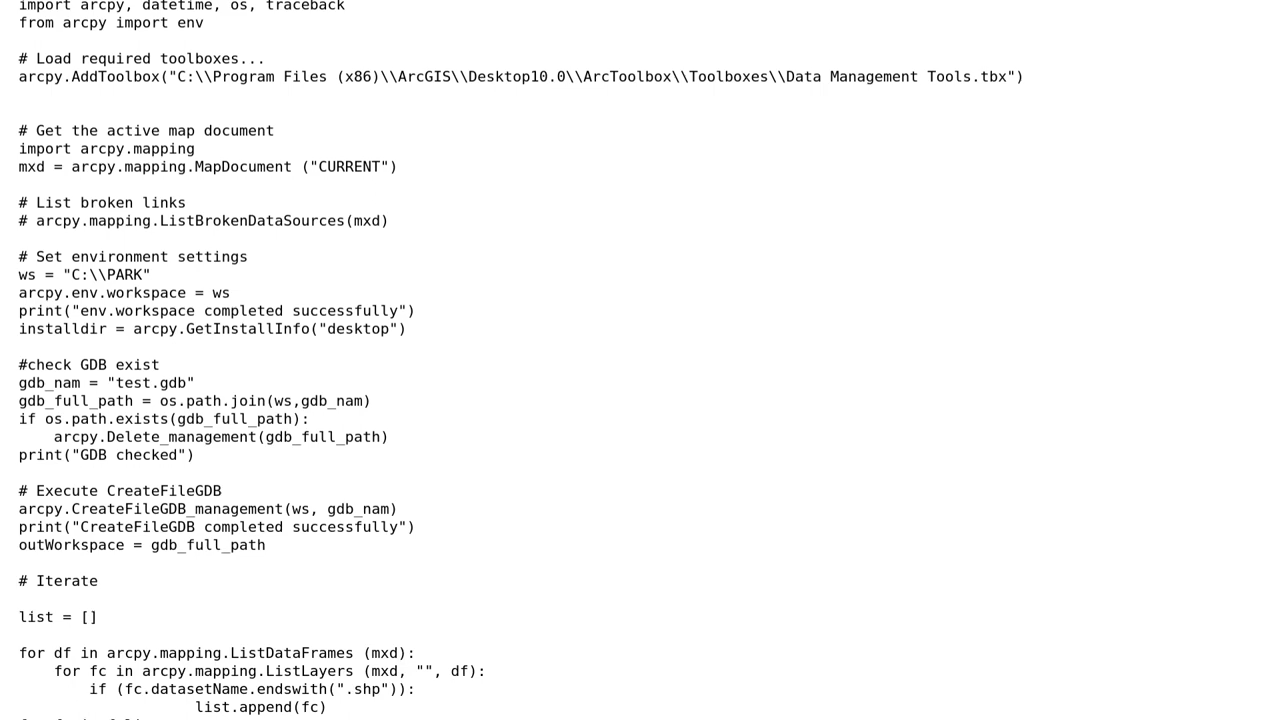 import arcpy, datetime, os, traceback
from arcpy import env
# Load required toolboxes...
arcpy.AddToolbox("C:\\Program Files (x86)\\ArcGIS\\Desktop10.0\\ArcToolbox\\Toolboxes\\Data Management Tools.tbx")
# Get the active map document
import arcpy.mapping
mxd = arcpy.mapping.MapDocument ("CURRENT")
# List broken links
# arcpy.mapping.ListBrokenDataSources(mxd)
# Set environment settings
ws = "C:\\PARK"
arcpy.env.workspace = ws
print("env.workspace completed successfully")
installdir = arcpy.GetInstallInfo("desktop")
#check GDB exist
gdb_nam = "test.gdb"
gdb_full_path = os.path.join(ws,gdb_nam)
if os.path.exists(gdb_full_path):
    arcpy.Delete_management(gdb_full_path)
print("GDB checked")
# Execute CreateFileGDB
arcpy.CreateFileGDB_management(ws, gdb_nam)
print("CreateFileGDB completed successfully")
outWorkspace = gdb_full_path
# Iterate
list = []
for df in arcpy.mapping.ListDataFrames (mxd):
    for fc in arcpy.mapping.ListLayers (mxd, "", df):
        if (fc.datasetName.endswith(".shp")):
                    list.append(fc)